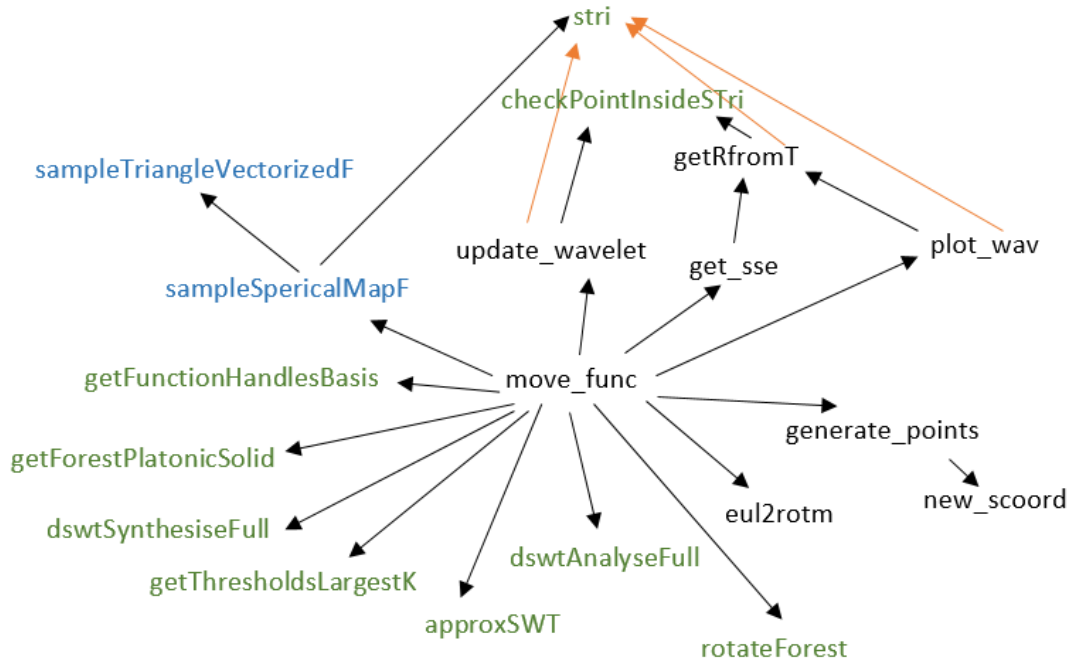 stri
checkPointInsideSTri
getRfromT
sampleTriangleVectorizedF
update_wavelet
plot_wav
get_sse
sampleSpericalMapF
getFunctionHandlesBasis
move_func
generate_points
getForestPlatonicSolid
new_scoord
eul2rotm
dswtSynthesiseFull
dswtAnalyseFull
getThresholdsLargestK
approxSWT
rotateForest